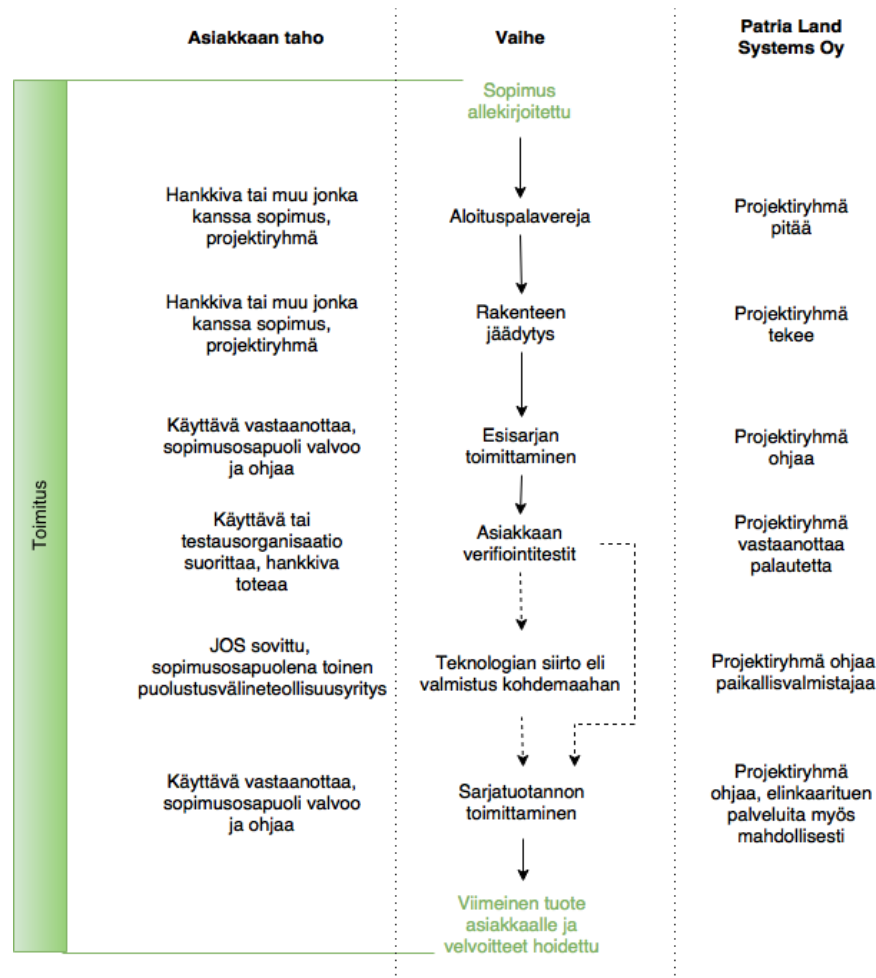 Asiakkaan taho
Vaihe
Patria Land
Systems Oy
Toimitus
Sopimus
allekirjoitettu
Hankkiva tai muu jonka
kanssa sopimus,
projektiryhmä
Aloituspalavereja
Projektiryhmä
pitää
Hankkiva tai muu jonka
kanssa sopimus,
projektiryhmä
Rakenteen
jäädytys
Projektiryhmä
tekee
Käyttävä vastaanottaa,
sopimusosapuoli valvoo
ja ohjaa
Esisarjan
toimittaminen
Projektiryhmä
ohjaa
Käyttävä tai
testausorganisaatio
suorittaa, hankkiva
toteaa
Asiakkaan
verifiointitestit
Projektiryhmä
vastaanottaa
palautetta
JOS sovittu,
sopimusosapuolena toinen
puolustusvälineteollisuusyritys
Teknologian siirto eli
valmistus kohdemaahan
Projektiryhmä ohjaa
paikallisvalmistajaa
Käyttävä vastaanottaa,
sopimusosapuoli valvoo
ja ohjaa
Sarjatuotannon
toimittaminen
Projektiryhmä
ohjaa, elinkaarituen
palveluita myös
mahdollisesti
Viimeinen tuote
asiakkaalle ja
velvoitteet hoidettu